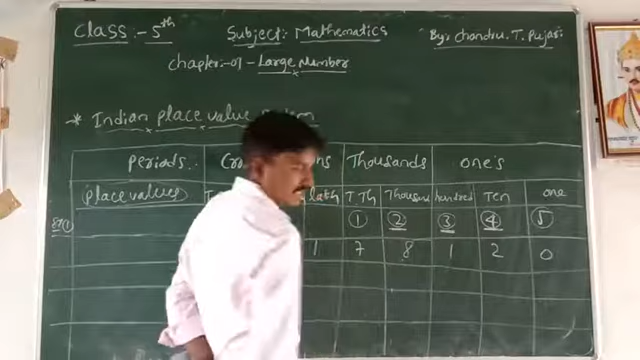 Class :- 5th Subject:- Mathematics By: Chandru. T. Pujari
chapter:-01 - Large Number
* Indian place value
Periods Thousands one's
place values lakh T Th Thousand hundred Ten one
1 2 3 4 5
1 7 8 1 2 0